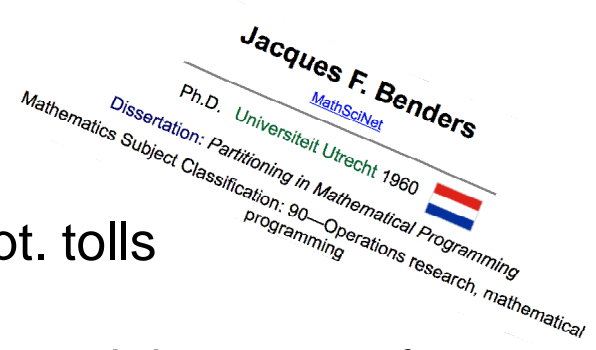 Jacques F. Benders
MathSciNet
Ph.D. Universiteit Utrecht 1960
Dissertation: Partitioning in Mathematical Programming
Mathematics Subject Classification: 90—Operations research, mathematical
programming
pt. tolls